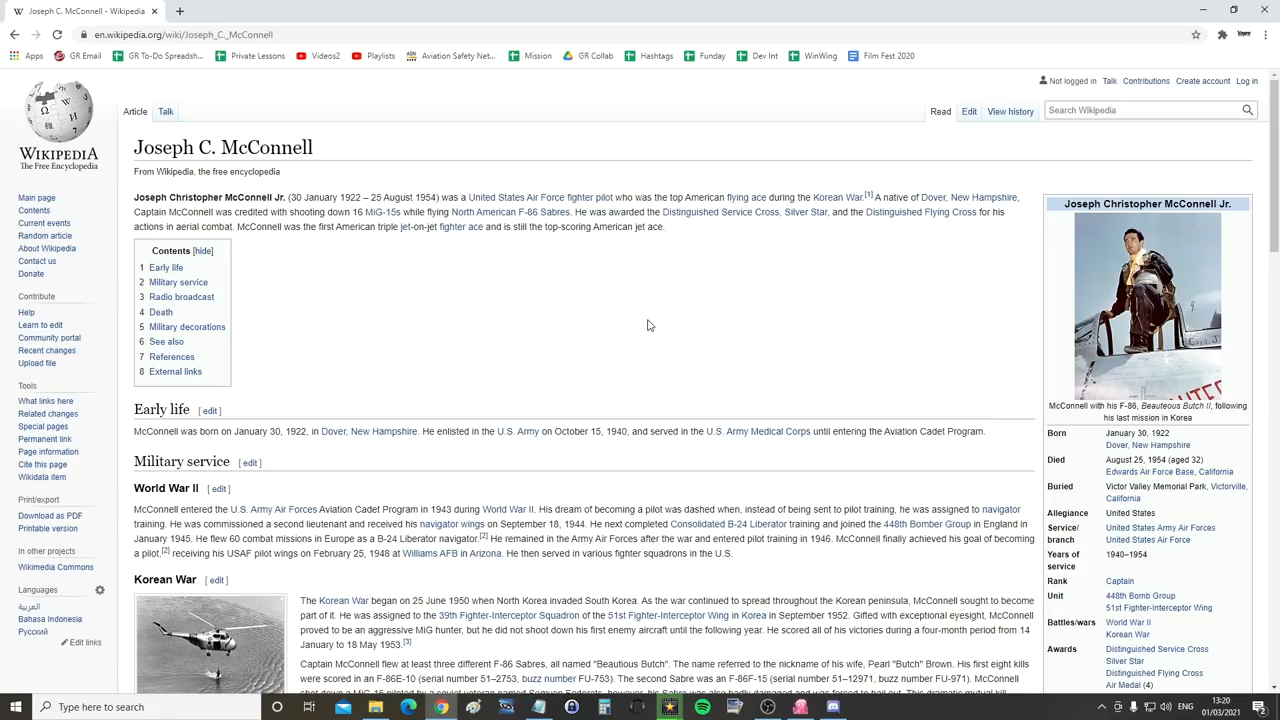 Joseph C. McConnell - Wikipedia
en.wikipedia.org/wiki/Joseph_C._McConnell
Apps GR Email GR To-Do Spreadsh... Private Lessons Videos2 Playlists Aviation Safety Net... Mission GR Collab Hashtags Funday Dev Int WinWing Film Fest 2020
Not logged in Talk Contributions Create account Log in
Article Talk Read Edit View history Search Wikipedia
WIKIPEDIA
The Free Encyclopedia
Main page
Contents
Current events
Random article
About Wikipedia
Contact us
Donate
Contribute
Help
Learn to edit
Community portal
Recent changes
Upload file
Tools
What links here
Related changes
Special pages
Permanent link
Page information
Cite this page
Wikidata item
Print/export
Download as PDF
Printable version
In other projects
Wikimedia Commons
Languages
العربية
Bahasa Indonesia
Русский
Edit links
Joseph C. McConnell
From Wikipedia, the free encyclopedia
Joseph Christopher McConnell Jr. (30 January 1922 – 25 August 1954) was a United States Air Force fighter pilot who was the top American flying ace during the Korean War.[1] A native of Dover, New Hampshire,
Captain McConnell was credited with shooting down 16 MiG-15s while flying North American F-86 Sabres. He was awarded the Distinguished Service Cross, Silver Star, and the Distinguished Flying Cross for his
actions in aerial combat. McConnell was the first American triple jet-on-jet fighter ace and is still the top-scoring American jet ace.
Contents [hide]
1 Early life
2 Military service
3 Radio broadcast
4 Death
5 Military decorations
6 See also
7 References
8 External links
Early life [ edit ]
McConnell was born on January 30, 1922, in Dover, New Hampshire. He enlisted in the U.S. Army on October 15, 1940, and served in the U.S. Army Medical Corps until entering the Aviation Cadet Program.
Military service [ edit ]
World War II [ edit ]
McConnell entered the U.S. Army Air Forces Aviation Cadet Program in 1943 during World War II. His dream of becoming a pilot was dashed when, instead of being sent to pilot training, he was assigned to navigator
training. He was commissioned a second lieutenant and received his navigator wings on September 18, 1944. He next completed Consolidated B-24 Liberator training and joined the 448th Bomber Group in England in
January 1945. He flew 60 combat missions in Europe as a B-24 Liberator navigator.[2] He remained in the Army Air Forces after the war and entered pilot training in 1946. McConnell finally achieved his goal of becoming
a pilot,[2] receiving his USAF pilot wings on February 25, 1948 at Williams AFB in Arizona. He then served in various fighter squadrons in the U.S.
Korean War [ edit ]
The Korean War began on 25 June 1950 when North Korea invaded South Korea. As the war continued to spread throughout the Korean peninsula, McConnell sought to become
part of it. He was assigned to the 39th Fighter-Interceptor Squadron of the 51st Fighter-Interceptor Wing in Korea in September 1952. Gifted with exceptional eyesight, McConnell
proved to be an aggressive MiG hunter, but he did not shoot down his first enemy aircraft until the following year. He scored all of his victories during a four-month period from 14
January to 18 May 1953.[3]
Captain McConnell flew at least three different F-86 Sabres, all named "Beautious Butch". The name referred to the nickname of his wife, Pearl "Butch" Brown. His first eight kills
were scored in an F86E-10 (serial number 51–2753, buzz number FU-753). The second Sabre was an F-86F-15 (serial number 51–12971, buzz number FU-971). McConnell
Joseph Christopher McConnell Jr.
McConnell with his F-86, Beauteous Butch II, following
his last mission in Korea
Born January 30, 1922
Dover, New Hampshire
Died August 25, 1954 (aged 32)
Edwards Air Force Base, California
Buried Victor Valley Memorial Park, Victorville,
California
Allegiance United States
Service/ United States Army Air Forces
branch United States Air Force
Years of 1940–1954
service
Rank Captain
Unit 448th Bomb Group
51st Fighter-Interceptor Wing
Battles/wars World War II
Korean War
Awards Distinguished Service Cross
Silver Star
Distinguished Flying Cross
Air Medal (4)
Type here to search
13:20
01/03/2021